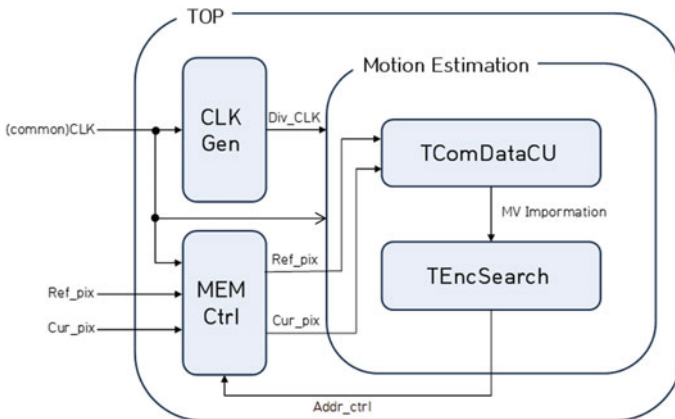 TOP
Motion Estimation
CLK
Gen
(common)CLK
Div_CLK
TComDataCU
MV Impormation
Ref_pix
MEM
Ctrl
TEncSearch
Ref_pix
Cur_pix
Cur_pix
Addr_ctrl